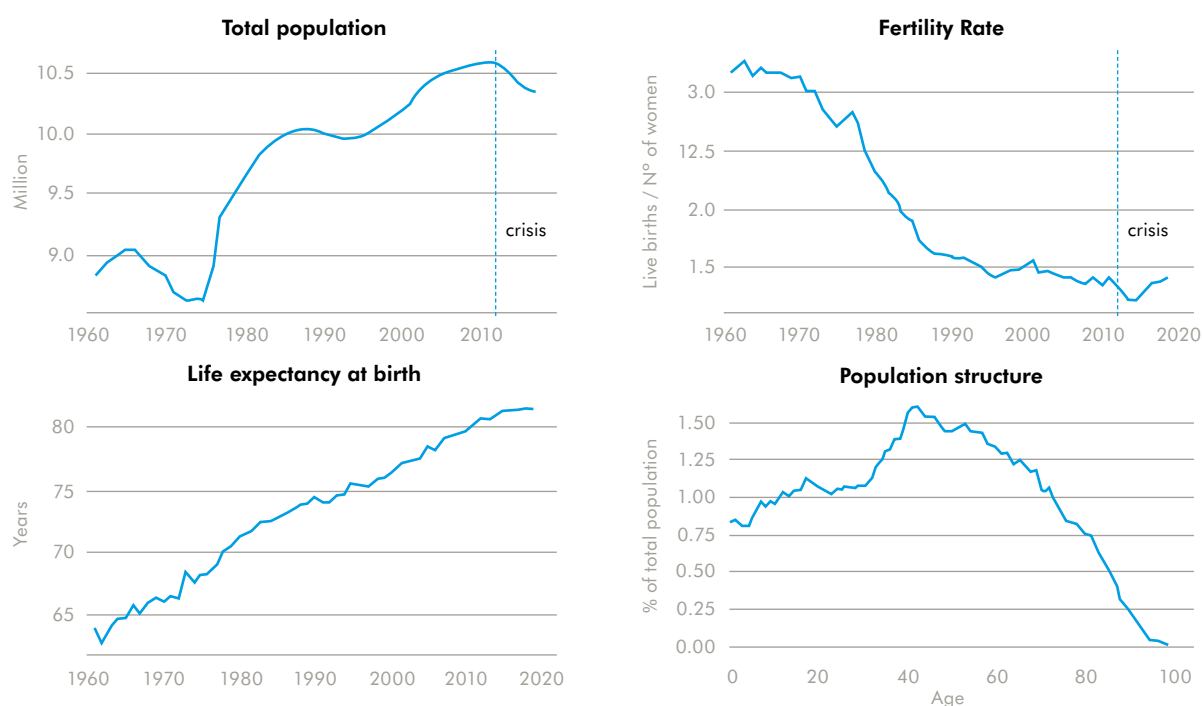 Total population
Million
10.5
10.0
9.5
9.0
crisis
1960 1970 1980 1990 2000 2010
Fertility Rate
Live births / Nº of women
3.0
12.5
2.0
1.5
crisis
1960 1970 1980 1990 2000 2010 2020
Life expectancy at birth
Years
80
75
70
65
1960 1970 1980 1990 2000 2010 2020
Population structure
% of total population
1.50
1.25
1.00
0.75
0.50
0.25
0.00
0 20 40 60 80 100
Age